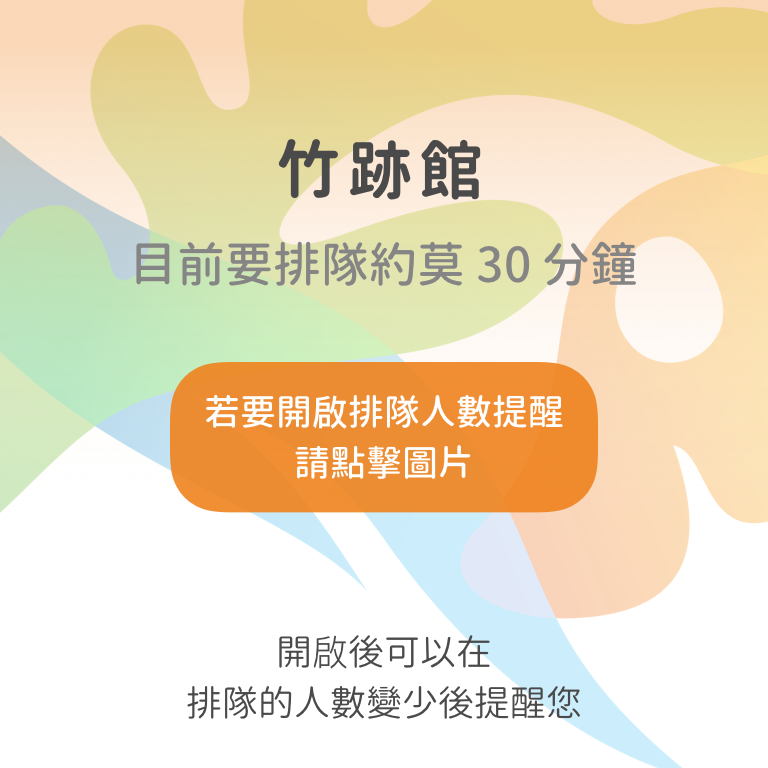 竹跡館
目前要排隊約莫 30 分鐘
若要開啟排隊人數提醒
請點擊圖片
開啟後可以在
排隊的人數變少後提醒您